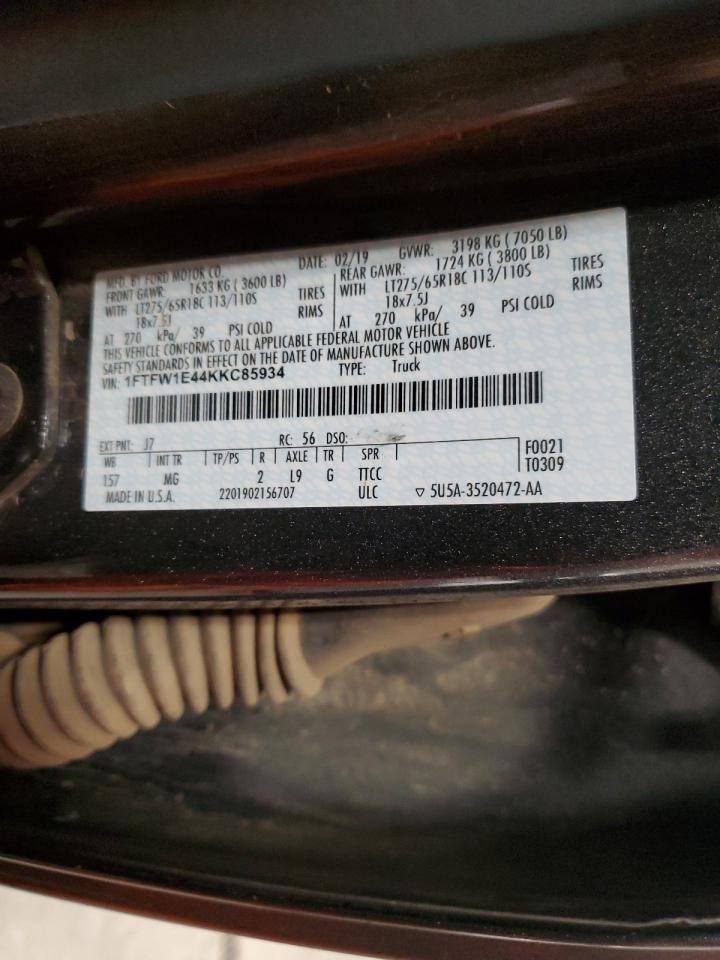 MFD. BY FORD MOTOR CO.
DATE: 02/19 GVWR: 3198 KG ( 7050 LB)
FRONT GAWR: 1633 KG ( 3600 LB) REAR GAWR: 1724 KG ( 3800 LB)
WITH LT275/65R18C 113/110S TIRES WITH LT275/65R18C 113/110S TIRES
18x7.5J RIMS 18x7.5J RIMS
AT 270 kPa/ 39 PSI COLD AT 270 kPa/ 39 PSI COLD
THIS VEHICLE CONFORMS TO ALL APPLICABLE FEDERAL MOTOR VEHICLE
SAFETY STANDARDS IN EFFECT ON THE DATE OF MANUFACTURE SHOWN ABOVE.
VIN: 1FTFW1E44KKC85934 TYPE: Truck
EXT PNT: J7 RC: 56 DSO:
WB INT TR TP/PS R AXLE TR SPR F0021
157 MG 2 L9 G TTCC T0309
MADE IN U.S.A. 2201902156707 ULC ▽ 5U5A-3520472-AA